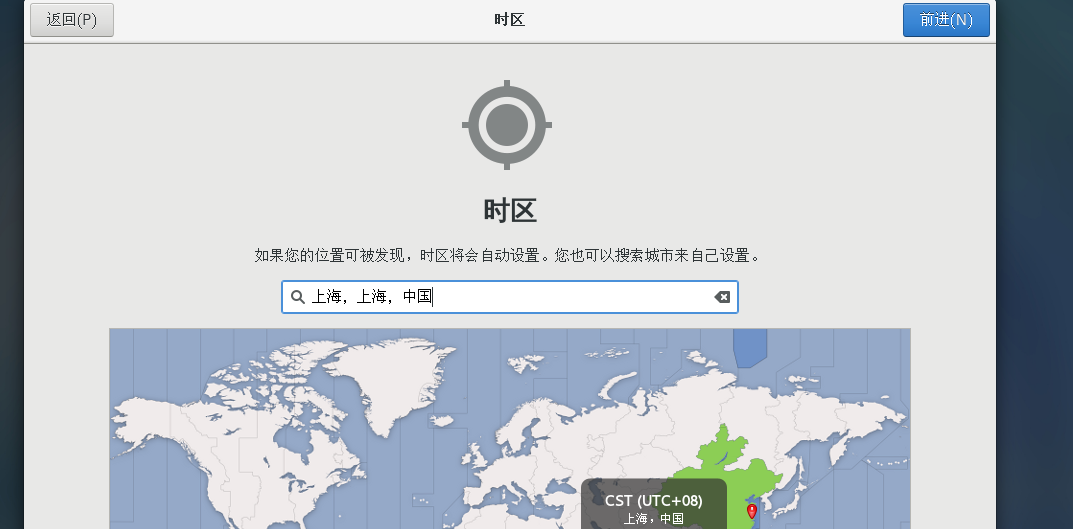 返回(P) 时区 前进(N)
时区
如果您的位置可被发现，时区将会自动设置。您也可以搜索城市来自己设置。
上海，上海，中国
CST (UTC+08)
上海，中国